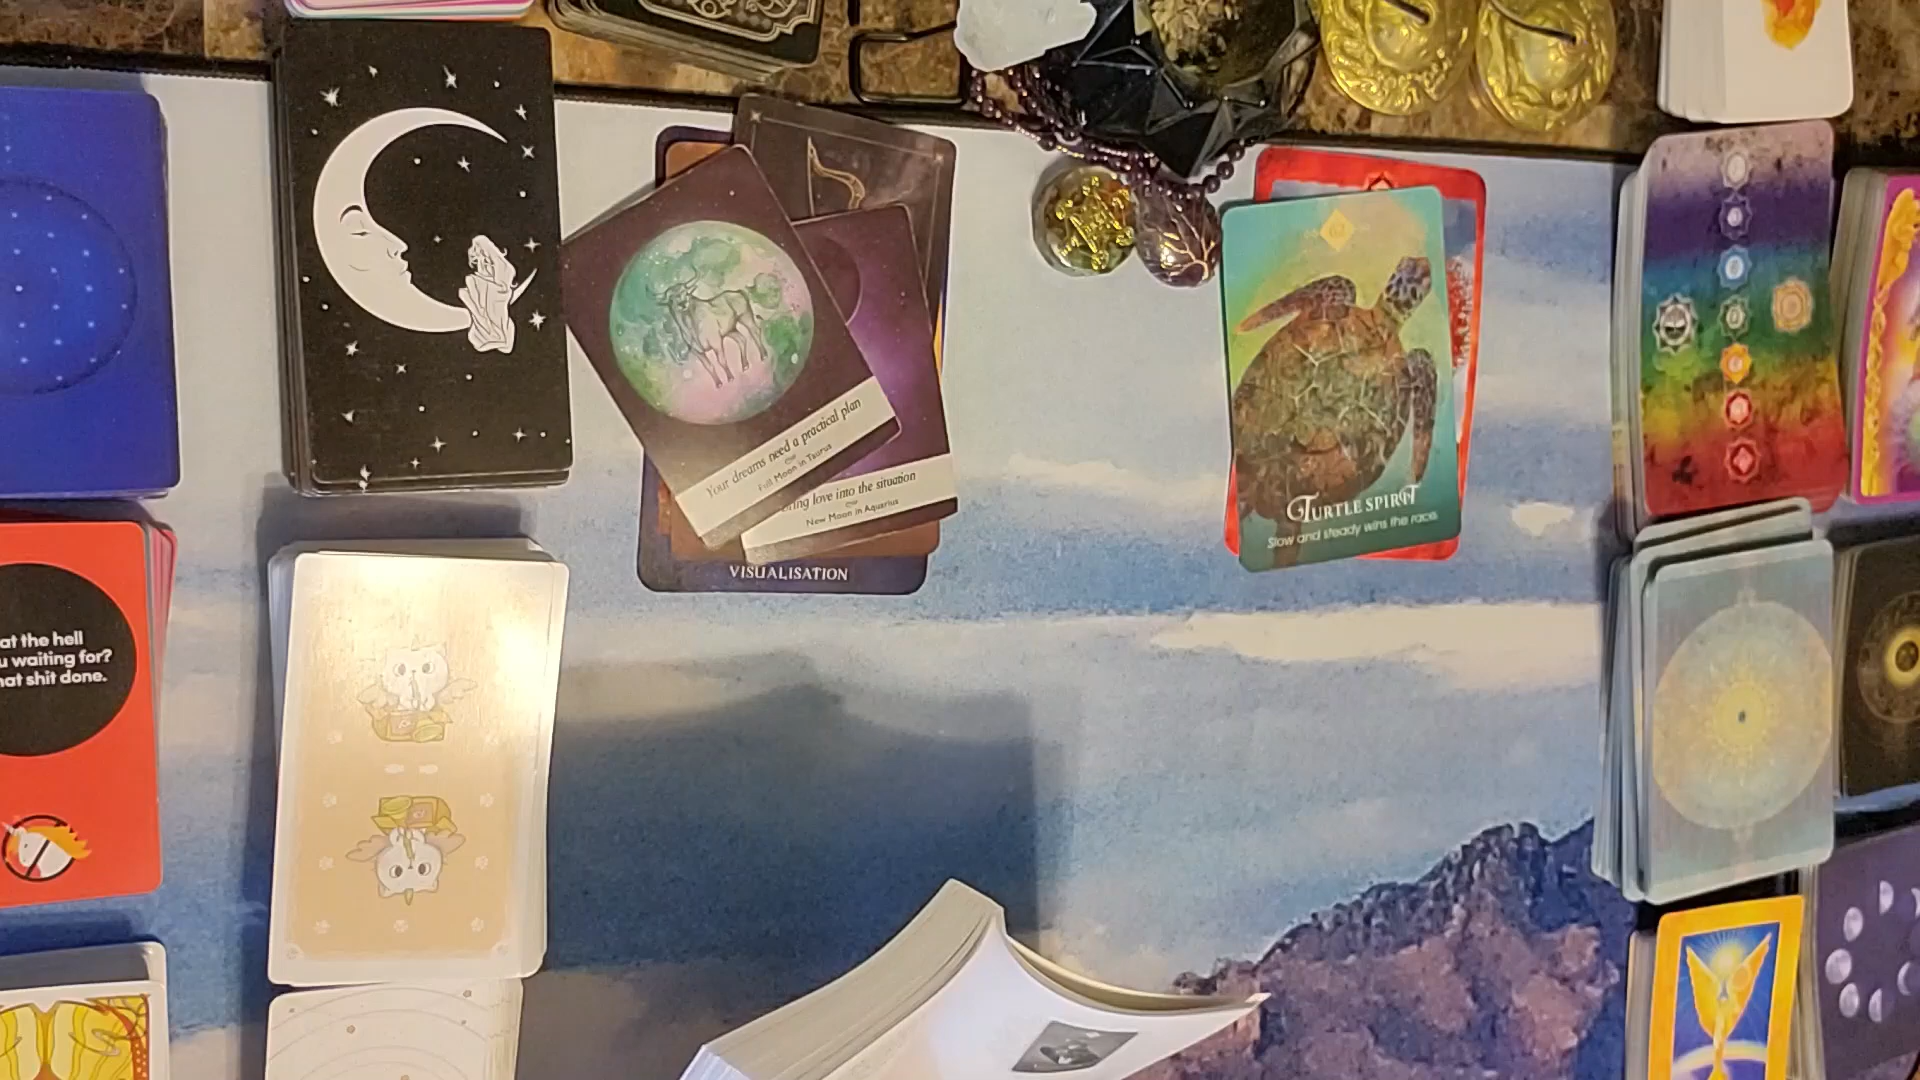 Your dreams need a practical plan
Full Moon in Taurus
love into the situation
New Moon in Aquarius
VISUALISATION
TURTLE SPIRIT
Slow and steady wins the race.
at the hell
u waiting for?
hat shit done.